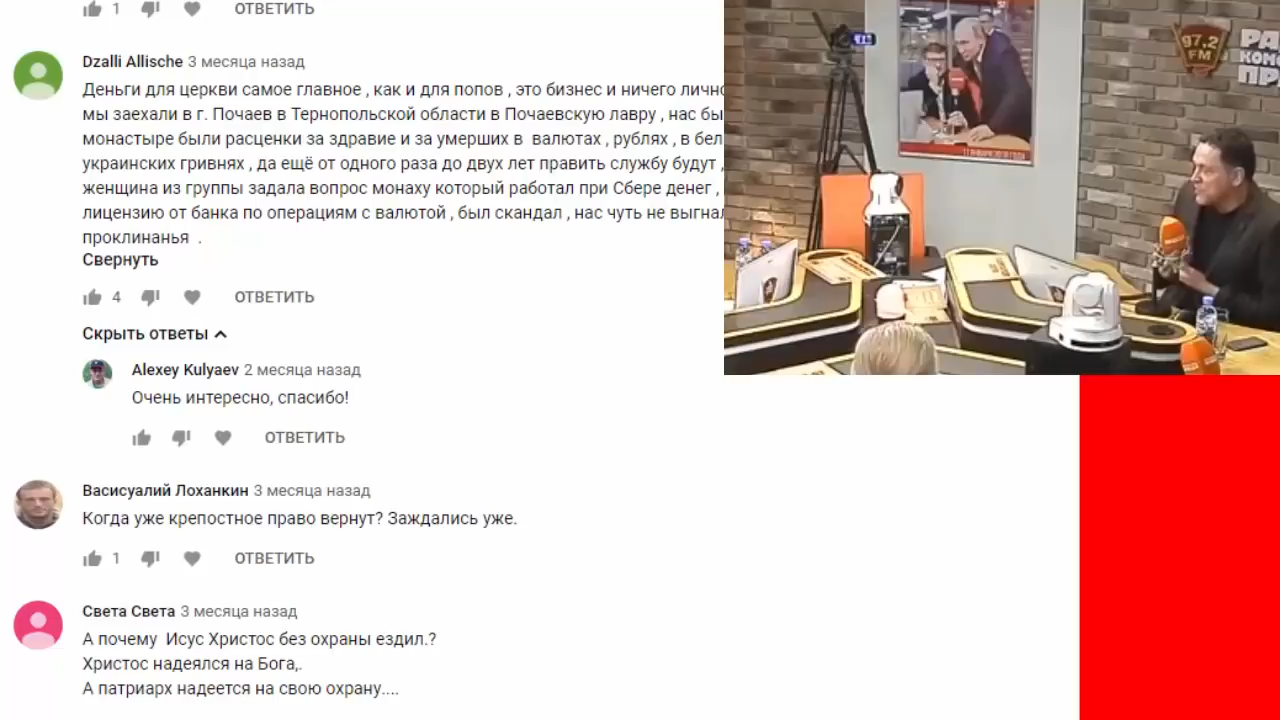 1 ОТВЕТИТЬ
Dzalli Allische 3 месяца назад
Деньги для церкви самое главное , как и для попов , это бизнес и ничего
мы заехали в г. Почаев в Тернопольской области в Почаевскую лавру , нас
монастыре были расценки за здравие и за умерших в валютах , рублях , в
украинских гривнях , да ещё от одного раза до двух лет править службу будут ,
женщина из группы задала вопрос монаху который работал при Сбере денег ,
лицензию от банка по операциям с валютой , был скандал , нас чуть не
проклинанья .
Свернуть
4 ОТВЕТИТЬ
Скрыть ответы
Alexey Kulyaev 2 месяца назад
Очень интересно, спасибо!
ОТВЕТИТЬ
Васисуалий Лоханкин 3 месяца назад
Когда уже крепостное право вернут? Заждались уже.
1 ОТВЕТИТЬ
Света Света 3 месяца назад
А почему Исус Христос без охраны ездил.?
Христос надеялся на Бога,.
А патриарх надеется на свою охрану....
97,2
FM